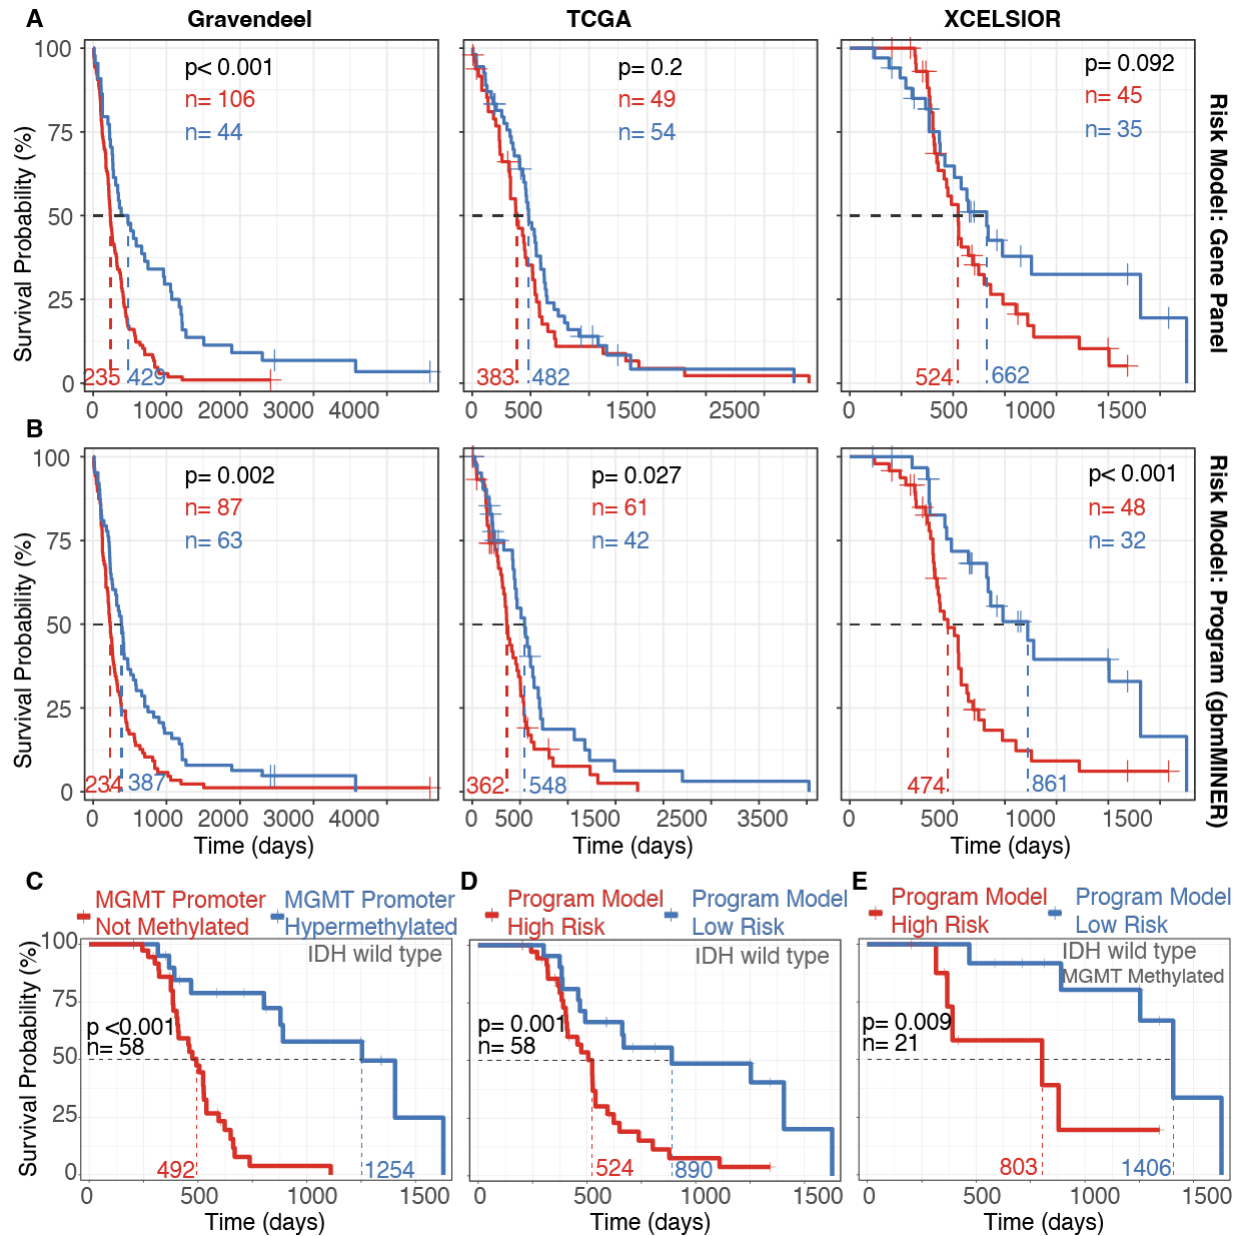 A
Gravendeel
TCGA
XCELSIOR
Survival Probability (%)
100
75
50
25
0
p< 0.001
n= 106
n= 44
235
429
0 1000 2000 3000 4000
p= 0.2
n= 49
n= 54
383
482
0 500 1500 2500
p= 0.092
n= 45
n= 35
524
662
0 500 1000 1500
Risk Model: Gene Panel
B
Survival Probability (%)
100
75
50
25
0
p= 0.002
n= 87
n= 63
234
387
0 1000 2000 3000 4000
Time (days)
p= 0.027
n= 61
n= 42
362
548
0 500 1500 2500 3500
Time (days)
p< 0.001
n= 48
n= 32
474
861
0 500 1000 1500
Time (days)
Risk Model: Program (gbmMINER)
C
MGMT Promoter
Not Methylated
MGMT Promoter
Hypermethylated
IDH wild type
Survival Probability (%)
100
75
50
25
0
p <0.001
n= 58
492
1254
0 500 1000 1500
Time (days)
D
Program Model
High Risk
Program Model
Low Risk
IDH wild type
p= 0.001
n= 58
524
890
0 500 1000 1500
Time (days)
E
Program Model
High Risk
Program Model
Low Risk
IDH wild type
MGMT Methylated
p= 0.009
n= 21
803
1406
0 500 1000 1500
Time (days)